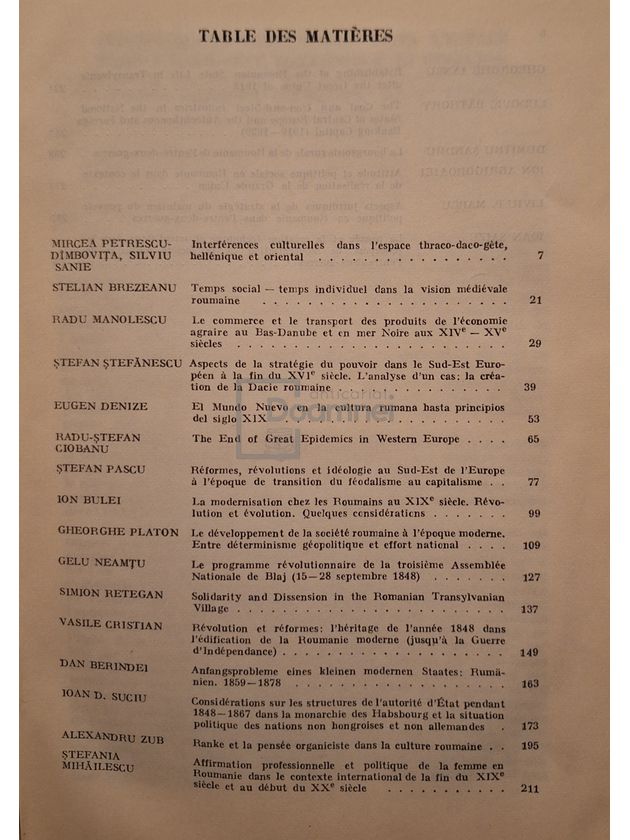 TABLE DES MATIÈRES
MIRCEA PETRESCU-
DÎMBOVIȚA, SILVIU
SANIE
Interférences culturelles dans l'espace thraco-daco-gète,
hellénique et oriental . . . . . . . . . . . . . . . . 7
STELIAN BREZEANU
Temps social — temps individuel dans la vision médiévale
roumaine . . . . . . . . . . . . . . . . . . . . 21
RADU MANOLESCU
Le commerce et le transport des produits de l'économie
agraire au Bas-Danube et en mer Noire aux XIVe — XVe
siècles . . . . . . . . . . . . . . . . . . . . . 29
ȘTEFAN ȘTEFĂNESCU
Aspects de la stratégie du pouvoir dans le Sud-Est Euro-
péen à la fin du XVIe siècle. L'analyse d'un cas: la créa-
tion de la Dacie roumaine . . . . . . . . . . . . . . 39
EUGEN DENIZE
El Mundo Nuevo en la cultura rumana hasta principios
del siglo XIX . . . . . . . . . . . . . . . . . . 53
RADU-ȘTEFAN
CIOBANU
The End of Great Epidemics in Western Europe . . . . 65
ȘTEFAN PASCU
Réformes, révolutions et idéologie au Sud-Est de l'Europe
à l'époque de transition du féodalisme au capitalisme . . 77
ION BULEI
La modernisation chez les Roumains au XIXe siècle. Révo-
lution et évolution. Quelques considérations . . . . . . . 99
GHEORGHE PLATON
Le développement de la société roumaine à l'époque moderne.
Entre déterminisme géopolitique et effort national . . . . 109
GELU NEAMȚU
Le programme révolutionnaire de la troisième Assemblée
Nationale de Blaj (15—28 septembre 1848) . . . . . . . 127
SIMION RETEGAN
Solidarity and Dissension in the Romanian Transylvanian
Village . . . . . . . . . . . . . . . . . . . . . 137
VASILE CRISTIAN
Révolution et réformes: l'héritage de l'année 1848 dans
l'édification de la Roumanie moderne (jusqu'à la Guerre
d'Indépendance) . . . . . . . . . . . . . . . . . . 149
DAN BERINDEI
Anfangsprobleme eines kleinen modernen Staates: Rumä-
nien. 1859—1878 . . . . . . . . . . . . . . . . . 163
IOAN D. SUCIU
Considérations sur les structures de l'autorité d'État pendant
1848—1867 dans la monarchie des Habsbourg et la situation
politique des nations non hongroises et non allemandes . 173
ALEXANDRU ZUB
Ranke et la pensée organiciste dans la culture roumaine . . 195
ȘTEFANIA
MIHĂILESCU
Affirmation professionnelle et politique de la femme en
Roumanie dans le contexte international de la fin du XIXe
siècle et au début du XXe siècle . . . . . . . . . . . 211